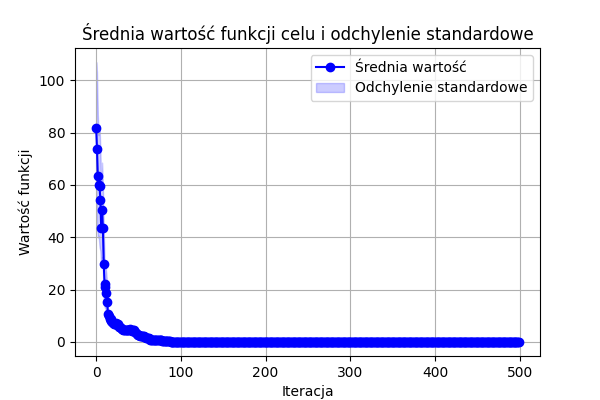 Średnia wartość funkcji celu i odchylenie standardowe
Średnia wartość
Odchylenie standardowe
Wartość funkcji
100
80
60
40
20
0
0 100 200 300 400 500
Iteracja